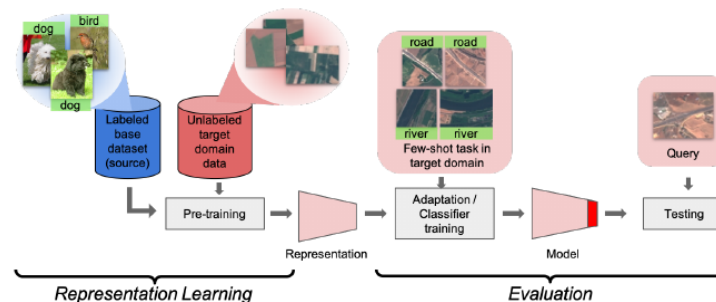 dog
bird
dog
Labeled
base
dataset
(source)
Unlabeled
target
domain
data
road
road
river
river
Few-shot task in
target domain
Query
Pre-training
Representation
Adaptation /
Classifier
training
Model
Testing
Representation Learning
Evaluation